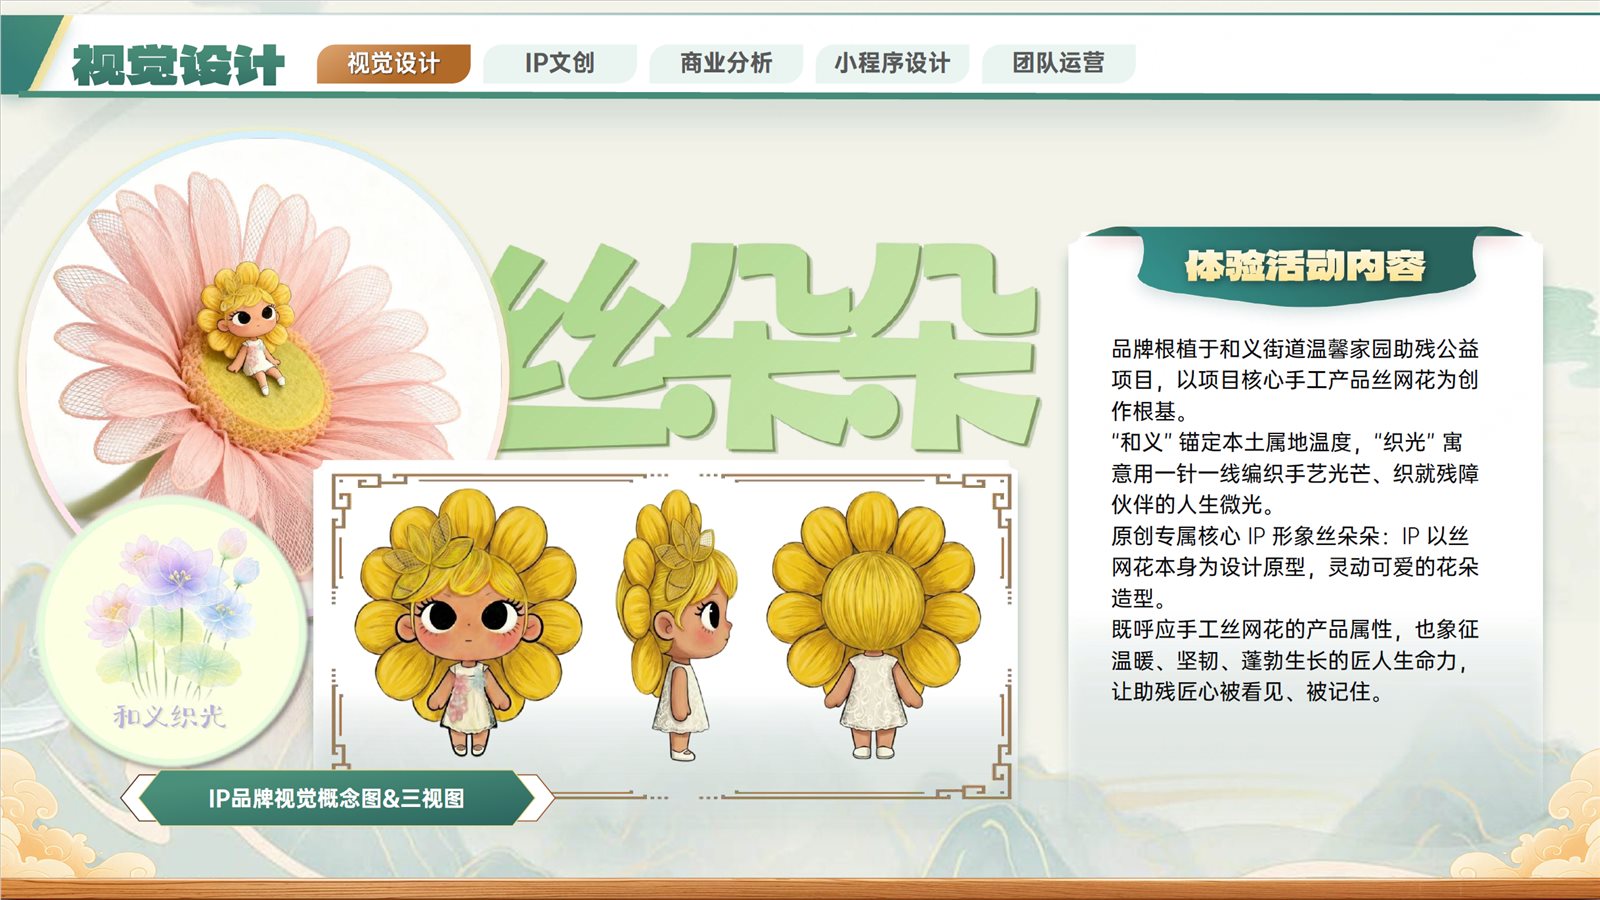 视觉设计
视觉设计
IP文创
商业分析
小程序设计
团队运营
丝朵朵
体验活动内容
品牌根植于和义街道温馨家园助残公益
项目，以项目核心手工产品丝网花为创
作根基。
“和义”锚定本土属地温度，“织光”寓
意用一针一线编织手艺光芒、织就残障
伙伴的人生微光。
原创专属核心 IP 形象丝朵朵：IP 以丝
网花本身为设计原型，灵动可爱的花朵
造型。
既呼应手工丝网花的产品属性，也象征
温暖、坚韧、蓬勃生长的匠人生命力，
让助残匠心被看见、被记住。
和义织光
IP品牌视觉概念图&三视图